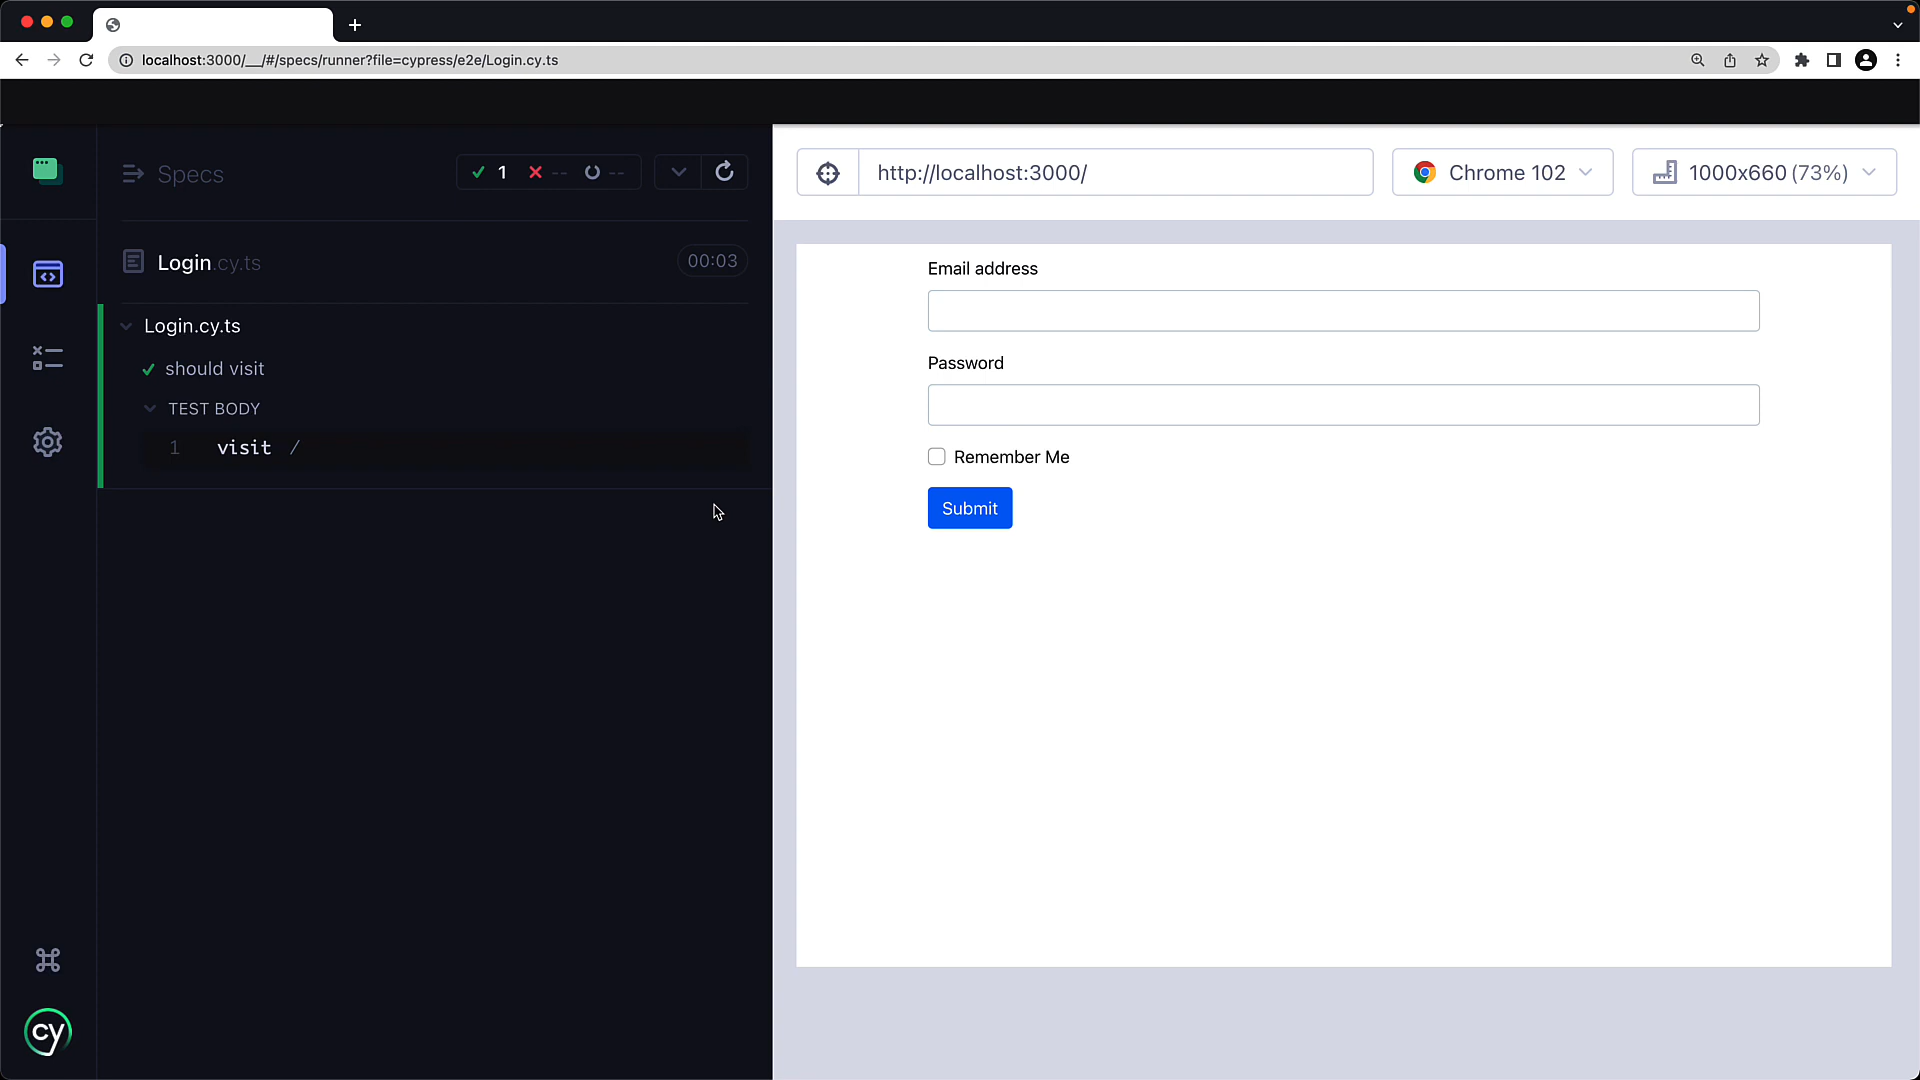 localhost:3000/__/#/specs/runner?file=cypress/e2e/Login.cy.ts
Specs
1 -- --
http://localhost:3000/
Chrome 102
1000x660 (73%)
Login.cy.ts
00:03
Login.cy.ts
should visit
TEST BODY
1 visit /
Email address
Password
Remember Me
Submit
cy